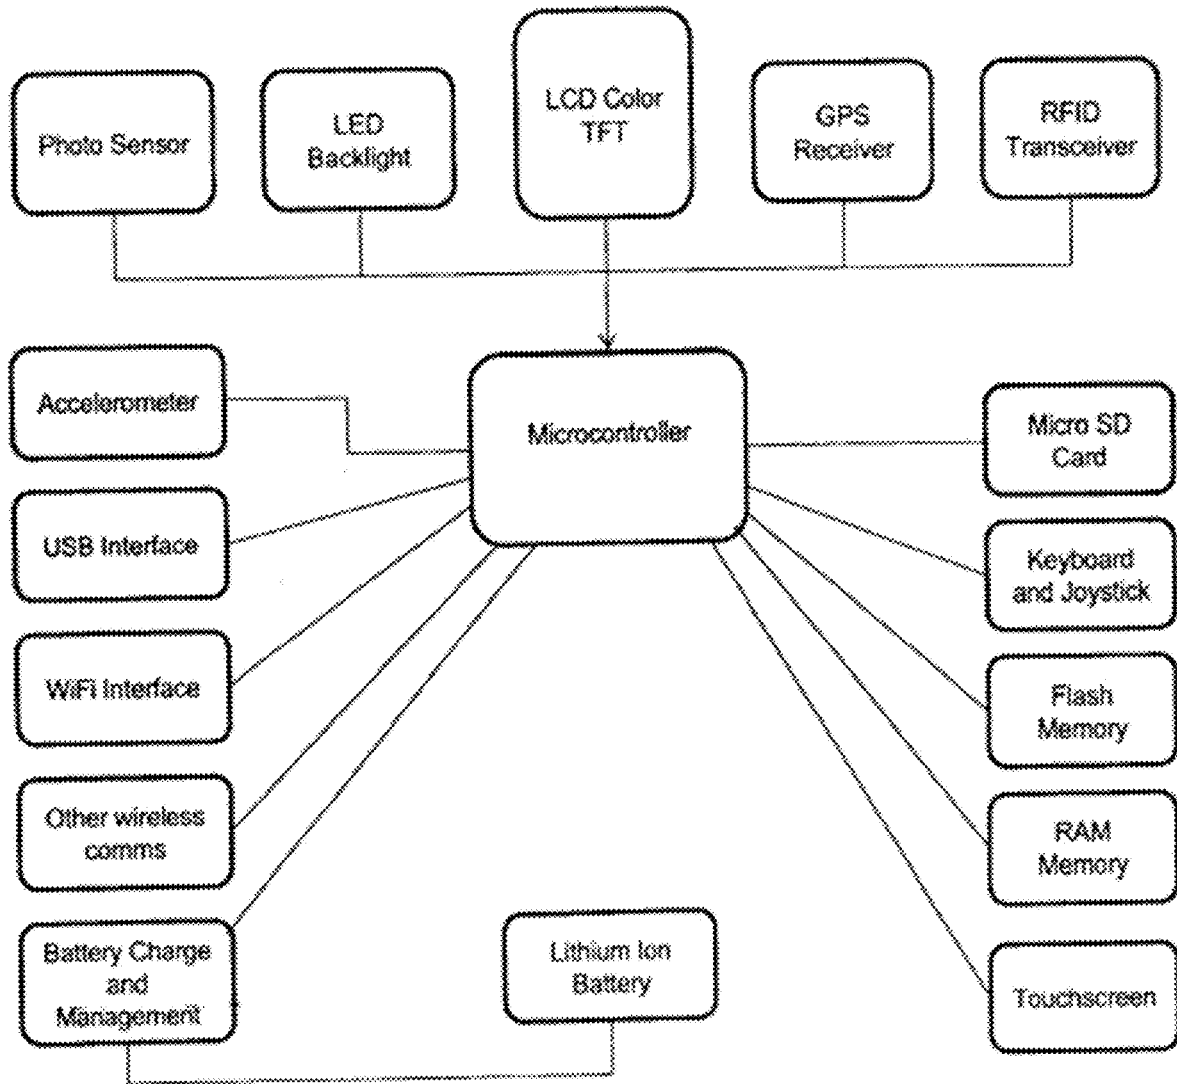 Photo Sensor
LED
Backlight
LCD Color
TFT
GPS
Receiver
RFID
Transceiver
Accelerometer
Microcontroller
Micro SD
Card
USB Interface
Keyboard
and Joystick
WiFi Interface
Flash
Memory
Other wireless
comms
RAM
Memory
Battery Charge
and
Management
Lithium Ion
Battery
Touchscreen